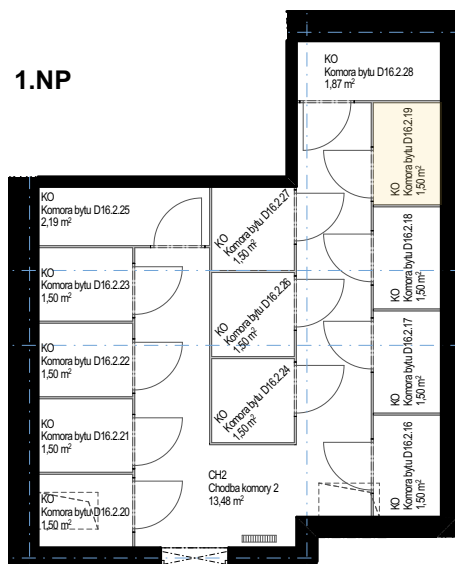 1.NP
KO
Komora bytu D16.2.28
1,87 m²
KO
Komora bytu D16.2.19
1,50 m²
KO
Komora bytu D16.2.25
2,19 m²
KO
Komora bytu D16.2.27
1,50 m²
KO
Komora bytu D16.2.18
1,50 m²
KO
Komora bytu D16.2.23
1,50 m²
KO
Komora bytu D16.2.26
1,50 m²
KO
Komora bytu D16.2.17
1,50 m²
KO
Komora bytu D16.2.22
1,50 m²
KO
Komora bytu D16.2.24
1,50 m²
KO
Komora bytu D16.2.21
1,50 m²
KO
Komora bytu D16.2.16
1,50 m²
CH2
Chodba komory 2
13,48 m²
KO
Komora bytu D16.2.20
1,50 m²